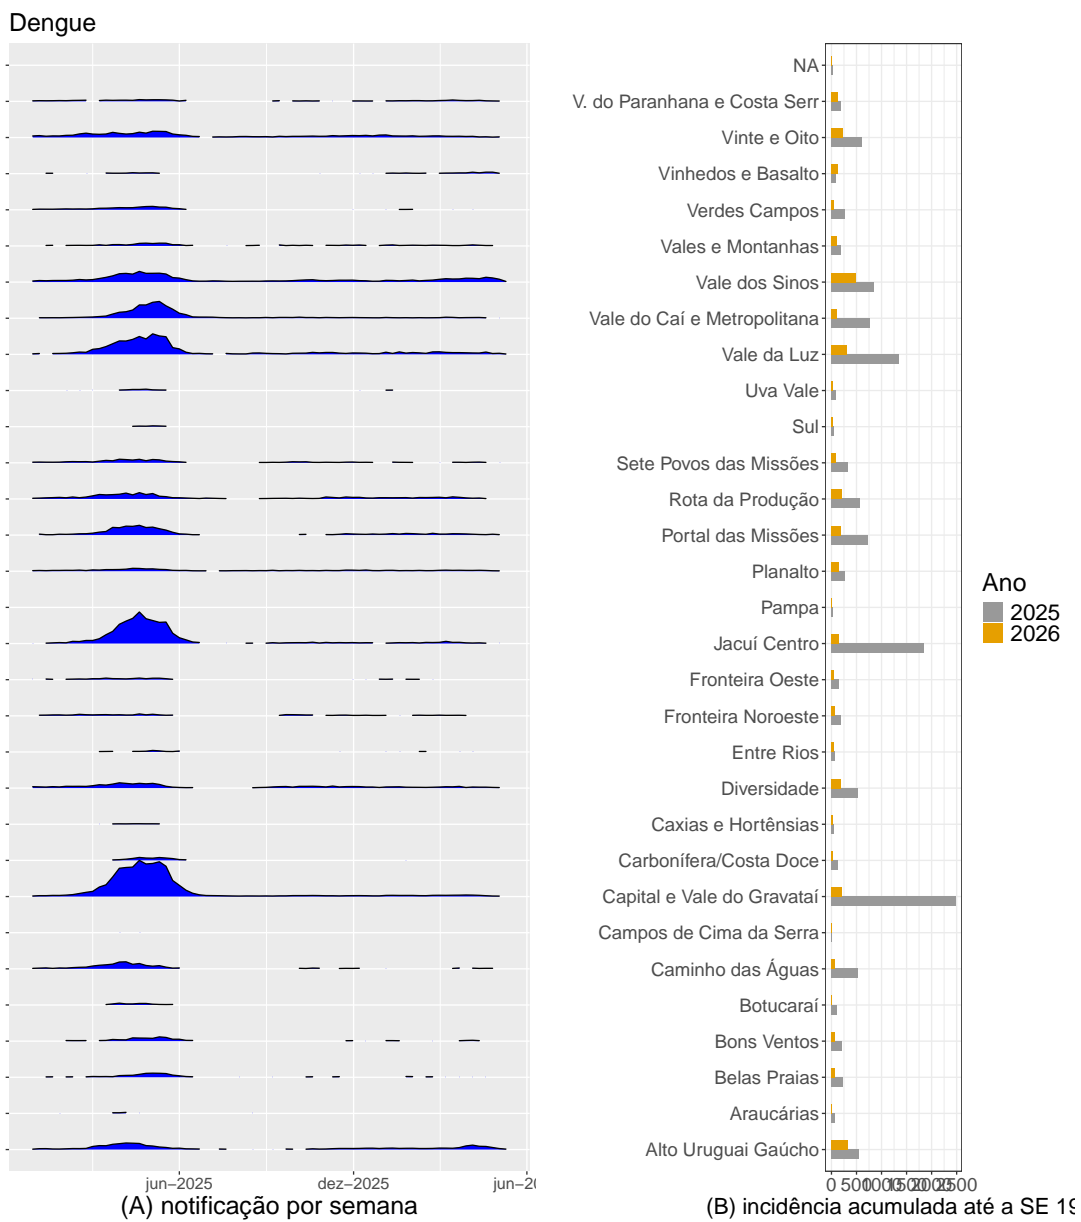 Dengue
NA
V. do Paranhana e Costa Serr
Vinte e Oito
Vinhedos e Basalto
Verdes Campos
Vales e Montanhas
Vale dos Sinos
Vale do Caí e Metropolitana
Vale da Luz
Uva Vale
Sul
Sete Povos das Missões
Rota da Produção
Portal das Missões
Planalto
Pampa
Jacuí Centro
Fronteira Oeste
Fronteira Noroeste
Entre Rios
Diversidade
Caxias e Hortênsias
Carbonífera/Costa Doce
Capital e Vale do Gravataí
Campos de Cima da Serra
Caminho das Águas
Botucaraí
Bons Ventos
Belas Praias
Araucárias
Alto Uruguai Gaúcho
Ano
2025
2026
jun–2025 dez–2025 jun–20
0 500 1000 1500 2000 2500
(A) notificação por semana
(B) incidência acumulada até a SE 19